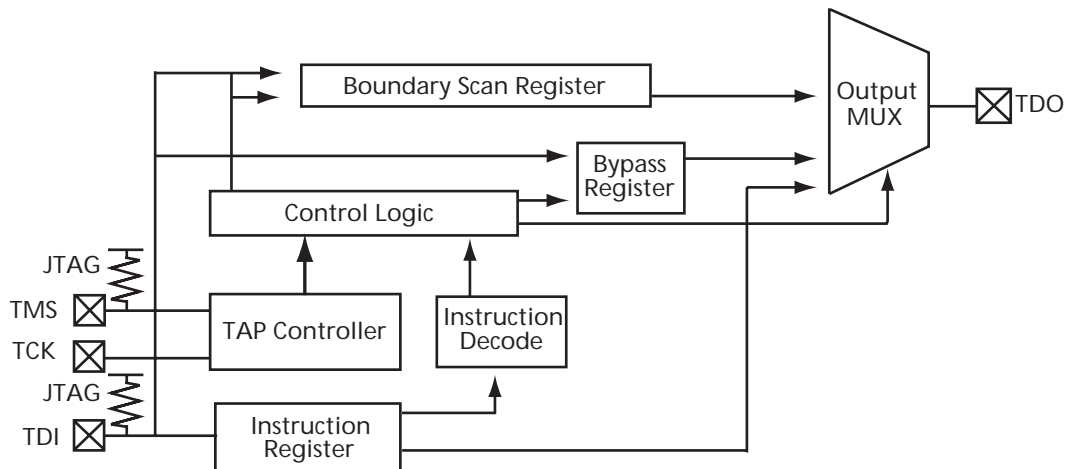 Boundary Scan Register
Output
MUX
TDO
Bypass
Register
Control Logic
JTAG
TMS
TAP Controller
Instruction
Decode
TCK
JTAG
TDI
Instruction
Register